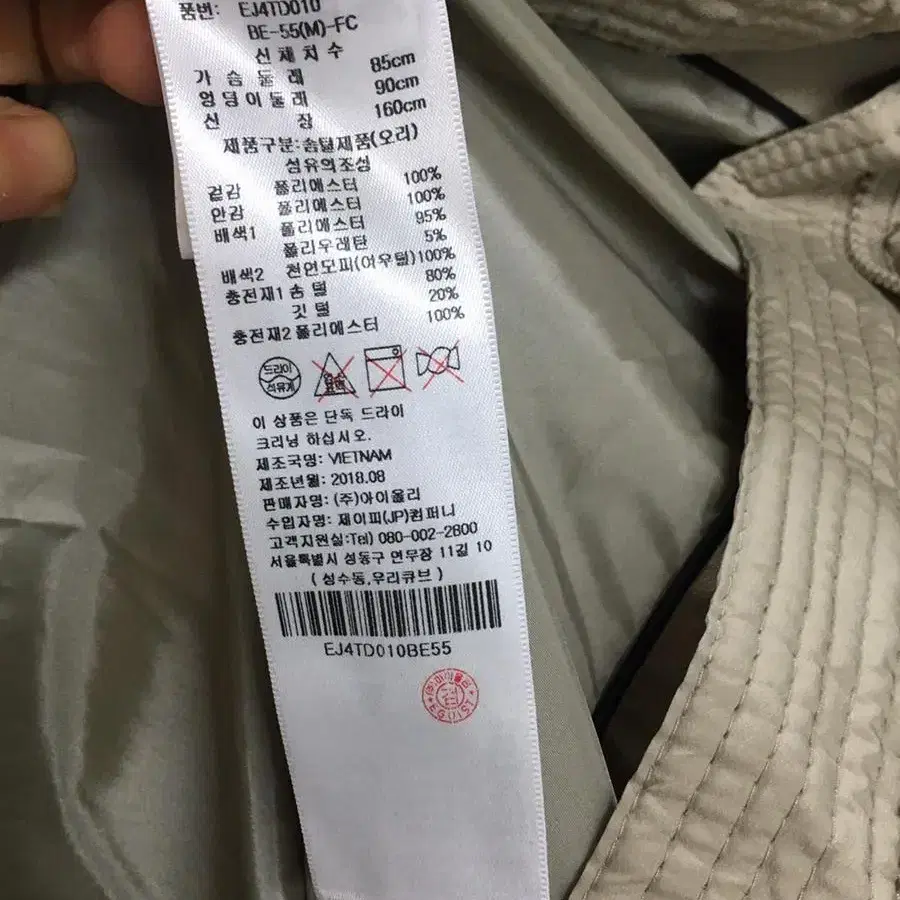 품번: EJ4TD010
BE-55(M)-FC
신 체 치 수
가 슴 둘 레 85cm
엉 덩 이 둘 레 90cm
신 장 160cm
제품구분:솜털제품(오리)
섬유의조성
겉감 폴리에스터 100%
안감 폴리에스터 100%
배색1 폴리에스터 95%
폴리우레탄 5%
배색2 천연모피(여우털)100%
충전재1 솜 털 80%
깃 털 20%
충전재2 폴리에스터 100%
드라이
석유계
이 상품은 단독 드라이
크리닝 하십시오.
제조국명: VIETNAM
제조년월: 2018.08
판매자명: (주)아이올리
수입자명: 제이피(JP)컴퍼니
고객지원실:Tel) 080-002-2800
서울특별시 성동구 연무장 11길 10
( 성수동,우리큐브 )
EJ4TD010BE55